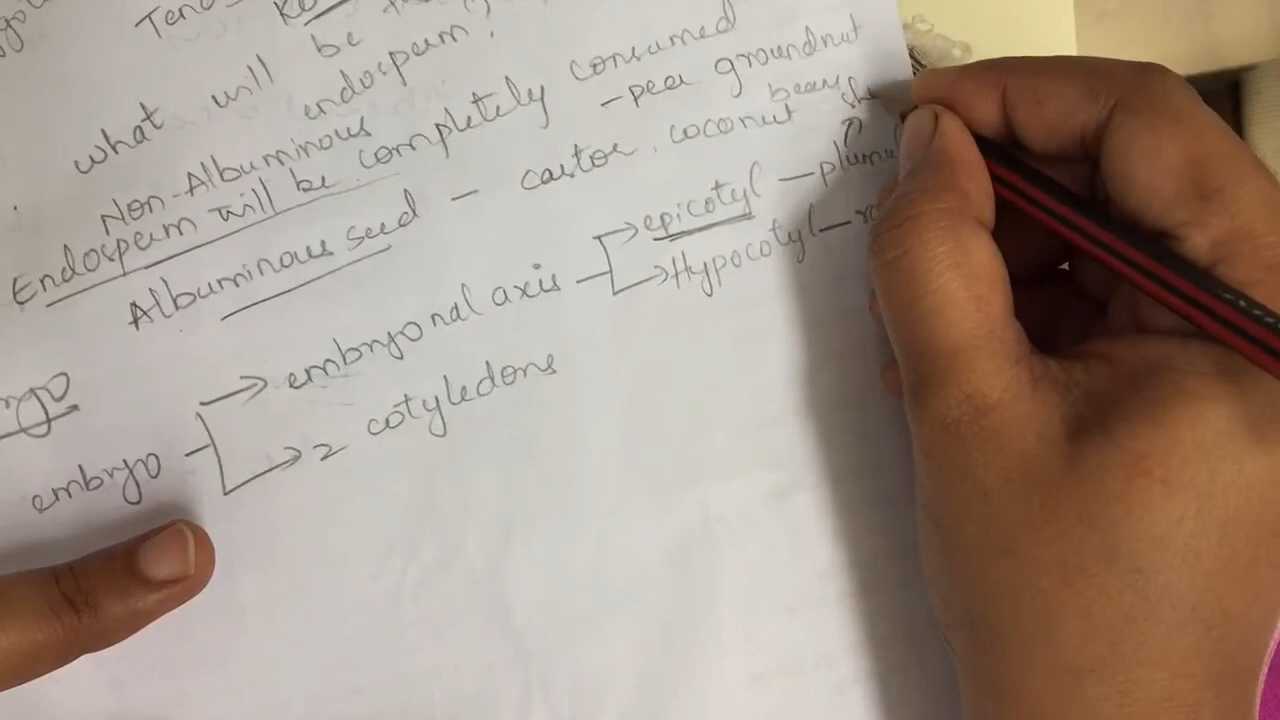 what will be
endosperm?
Non-Albuminous
Endosperm will be completely consumed
- pea groundnut
beans
Albuminous seed - castor, coconut
embryonal axis → epicotyl - plumu
→ Hypocotyl -
embryo
→ 2 cotyledons